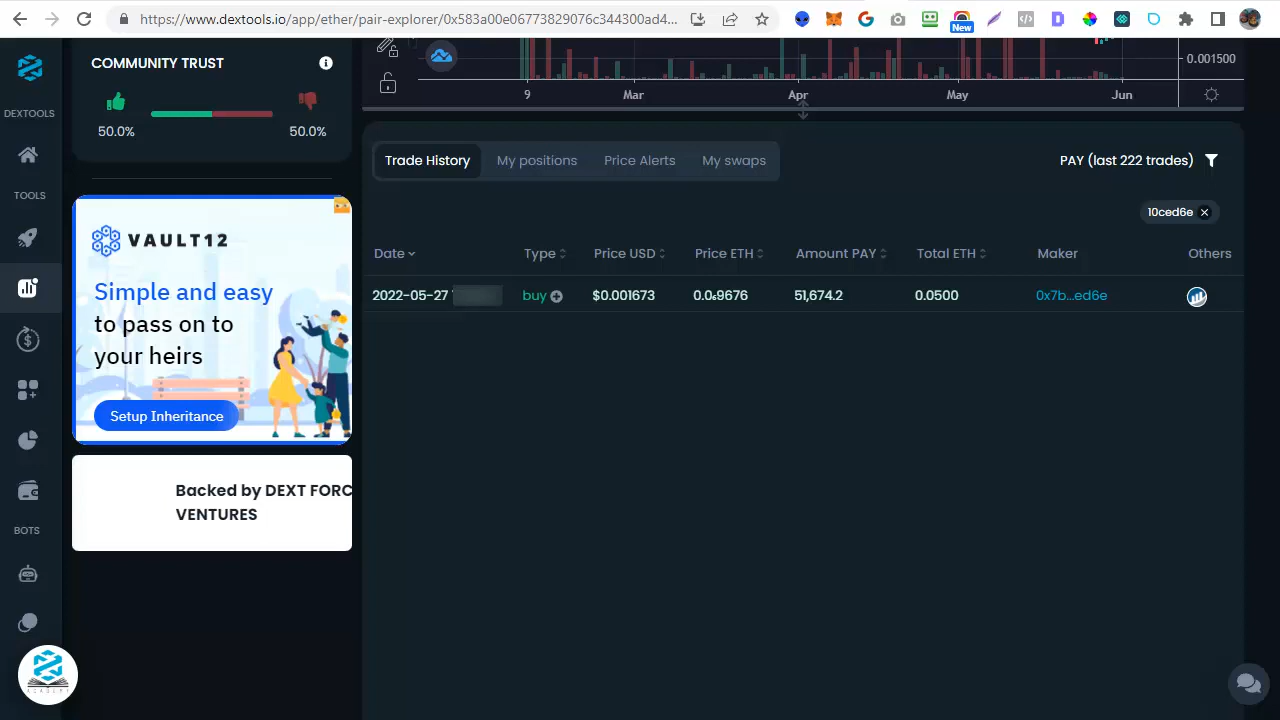 https://www.dextools.io/app/ether/pair-explorer/0x583a00e06773829076c344300ad4...
New
DEXTOOLS
TOOLS
BOTS
COMMUNITY TRUST
50.0% 50.0%
VAULT12
Simple and easy
to pass on to
your heirs
Setup Inheritance
Backed by DEXT FORC
VENTURES
ACADEMY
0.001500
9 Mar Apr May Jun
Trade History My positions Price Alerts My swaps PAY (last 222 trades)
10ced6e
Date Type Price USD Price ETH Amount PAY Total ETH Maker Others
2022-05-27 buy $0.001673 0.0₆9676 51,674.2 0.0500 0x7b...ed6e